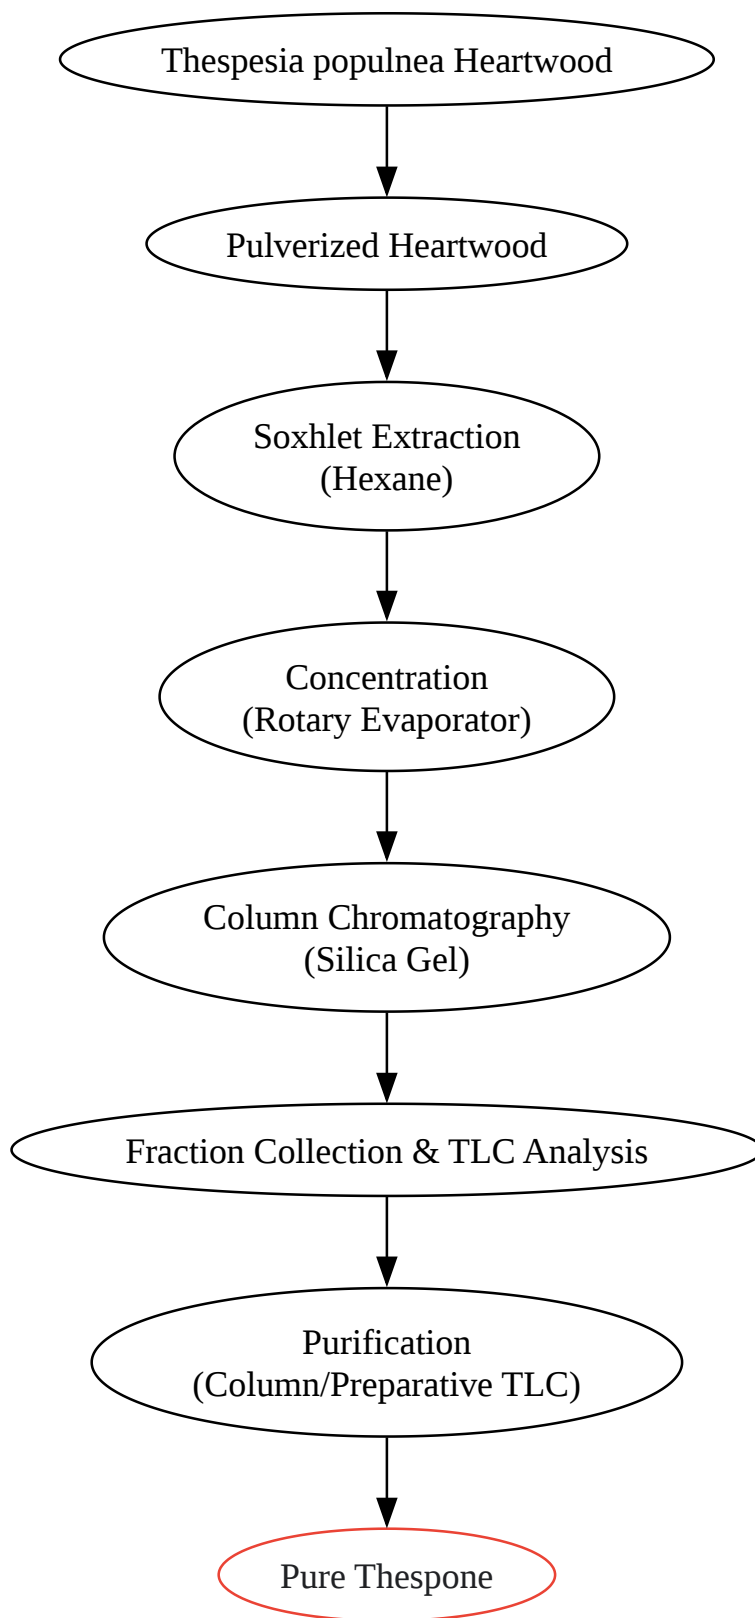 Thespesia populnea Heartwood
Pulverized Heartwood
Soxhlet Extraction
(Hexane)
Concentration
(Rotary Evaporator)
Column Chromatography
(Silica Gel)
Fraction Collection & TLC Analysis
Purification
(Column/Preparative TLC)
Pure Thespone